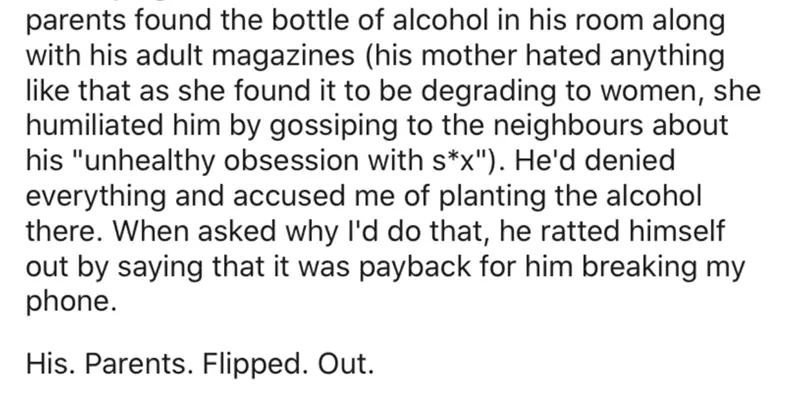 parents found the bottle of alcohol in his room along
with his adult magazines (his mother hated anything
like that as she found it to be degrading to women, she
humiliated him by gossiping to the neighbours about
his "unhealthy obsession with s*x"). He'd denied
everything and accused me of planting the alcohol
there. When asked why I'd do that, he ratted himself
out by saying that it was payback for him breaking my
phone.
His. Parents. Flipped. Out.